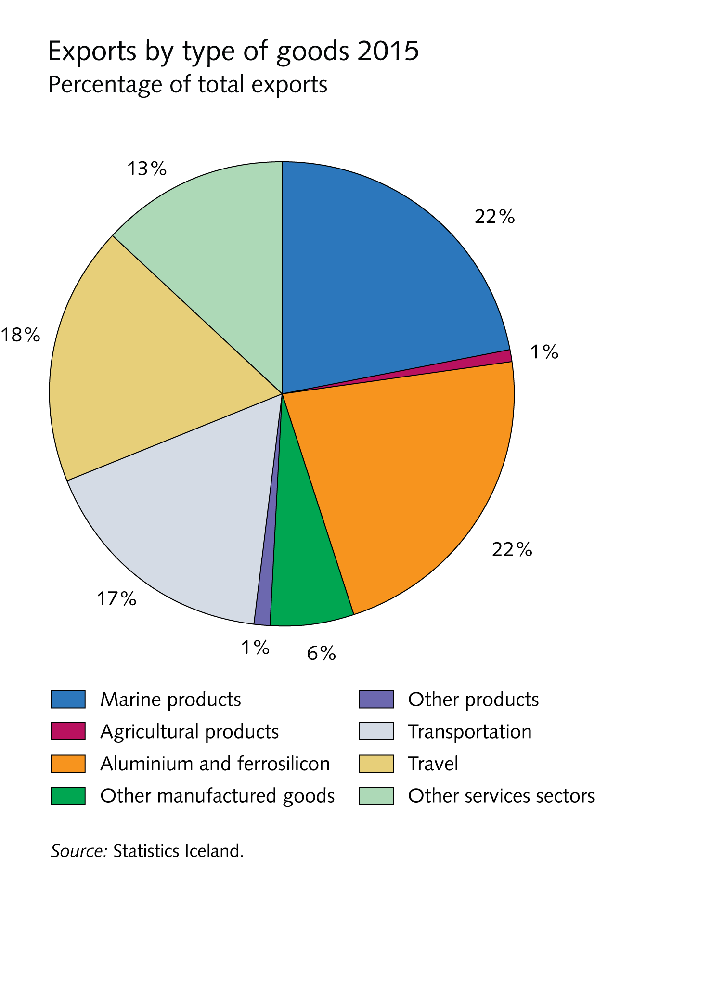 Exports by type of goods 2015
Percentage of total exports
13%
22%
18%
1%
22%
17%
1%
6%
Marine products
Agricultural products
Aluminium and ferrosilicon
Other manufactured goods
Other products
Transportation
Travel
Other services sectors
Source: Statistics Iceland.